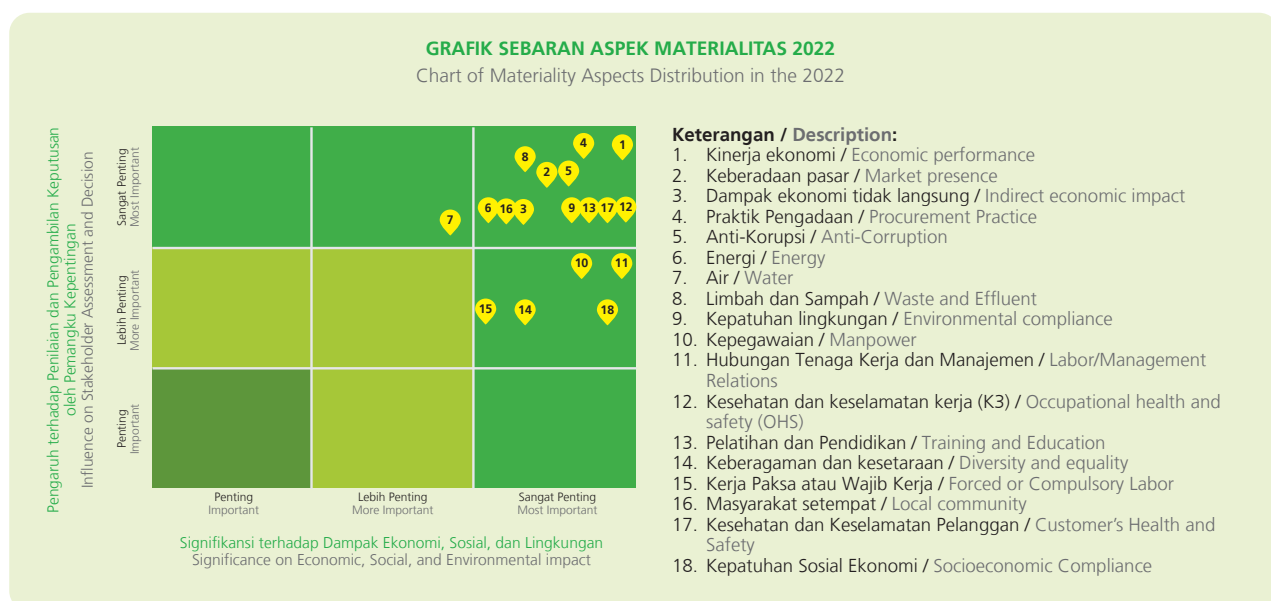 GRAFIK SEBARAN ASPEK MATERIALITAS 2022
Chart of Materiality Aspects Distribution in the 2022
Pengaruh terhadap Penilaian dan Pengambilan Keputusan
oleh Pemangku Kepentingan
Influence on Stakeholder Assessment and Decision
Sangat Penting
Most Important
Lebih Penting
More Important
Penting
Important
4
1
8
2
5
6
16
3
9
13
17
12
7
10
11
15
14
18
Penting
Important
Lebih Penting
More Important
Sangat Penting
Most Important
Signifikansi terhadap Dampak Ekonomi, Sosial, dan Lingkungan
Significance on Economic, Social, and Environmental impact
Keterangan / Description:
1. Kinerja ekonomi / Economic performance
2. Keberadaan pasar / Market presence
3. Dampak ekonomi tidak langsung / Indirect economic impact
4. Praktik Pengadaan / Procurement Practice
5. Anti-Korupsi / Anti-Corruption
6. Energi / Energy
7. Air / Water
8. Limbah dan Sampah / Waste and Effluent
9. Kepatuhan lingkungan / Environmental compliance
10. Kepegawaian / Manpower
11. Hubungan Tenaga Kerja dan Manajemen / Labor/Management
Relations
12. Kesehatan dan keselamatan kerja (K3) / Occupational health and
safety (OHS)
13. Pelatihan dan Pendidikan / Training and Education
14. Keberagaman dan kesetaraan / Diversity and equality
15. Kerja Paksa atau Wajib Kerja / Forced or Compulsory Labor
16. Masyarakat setempat / Local community
17. Kesehatan dan Keselamatan Pelanggan / Customer's Health and
Safety
18. Kepatuhan Sosial Ekonomi / Socioeconomic Compliance